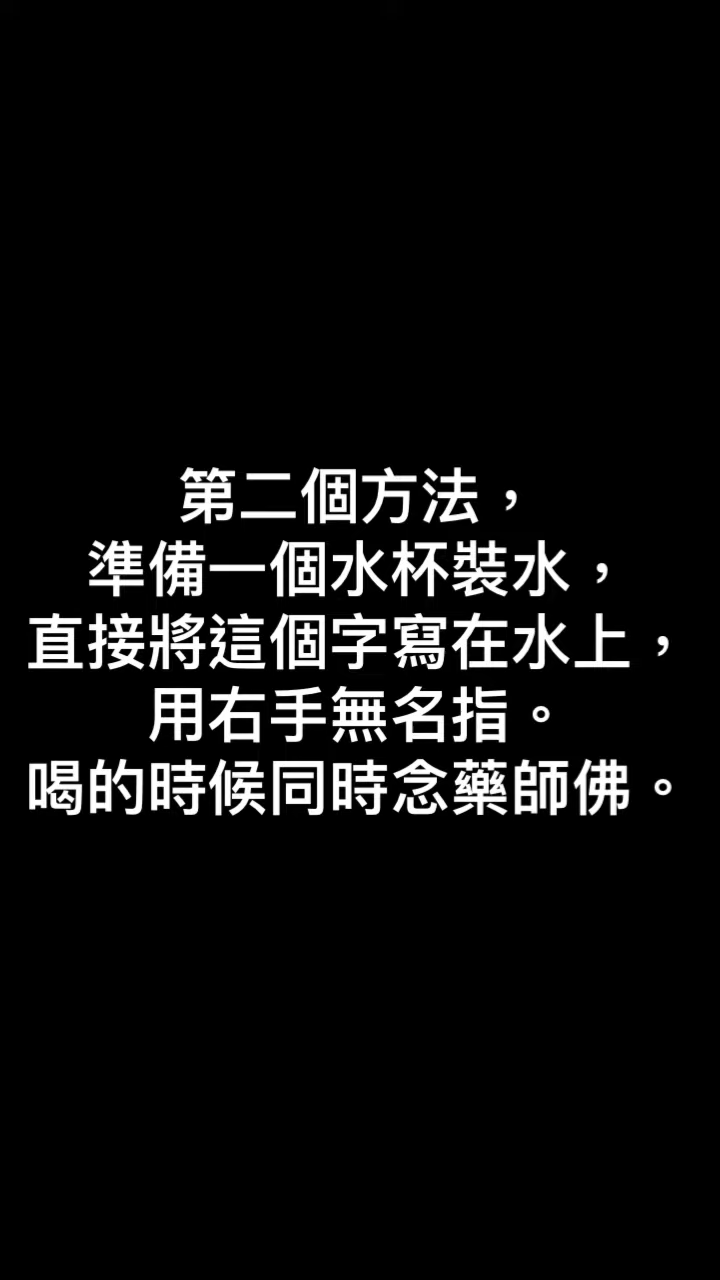 第二個方法，
準備一個水杯裝水，
直接將這個字寫在水上，
用右手無名指。
喝的時候同時念藥師佛。